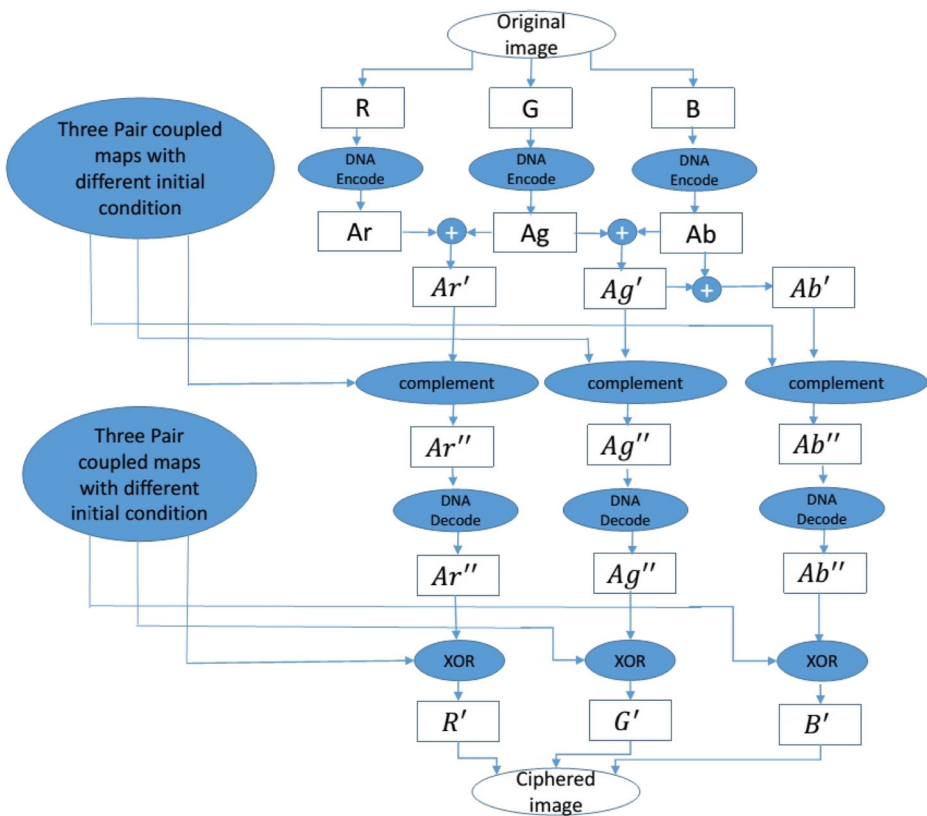 Original
image
R
G
B
Three Pair coupled
maps with
different initial
condition
DNA
Encode
DNA
Encode
DNA
Encode
Ar
+
Ag
+
Ab
Ar′
Ag′
+
Ab′
complement
complement
complement
Three Pair
coupled maps
with different
initial condition
Ar′′
Ag′′
Ab′′
DNA
Decode
DNA
Decode
DNA
Decode
Ar′′
Ag′′
Ab′′
XOR
XOR
XOR
R′
G′
B′
Ciphered
image